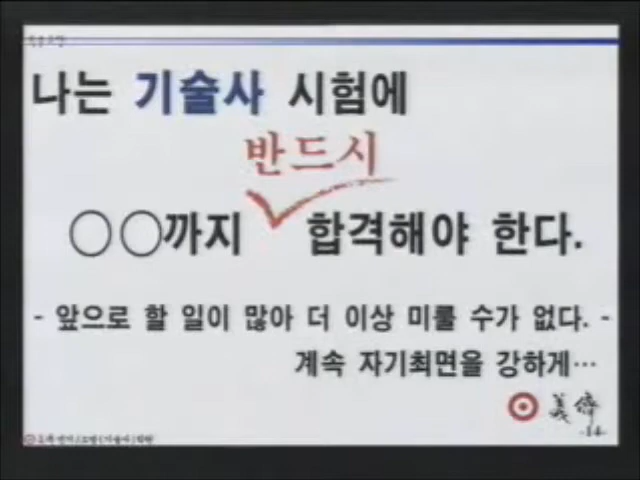 나는 기술사 시험에
반드시
○○까지 합격해야 한다.
- 앞으로 할 일이 많아 더 이상 미룰 수가 없다. -
계속 자기최면을 강하게…
-14-